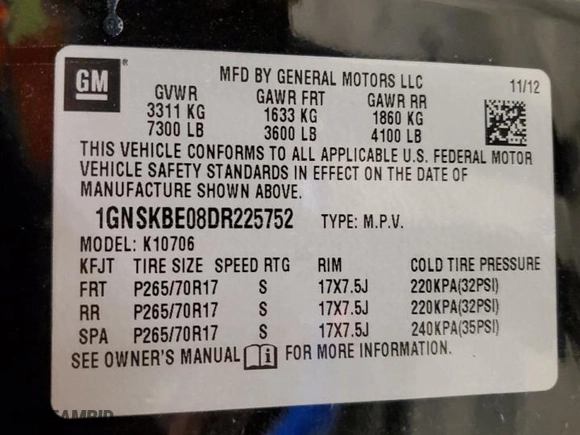 GM
®
MFD BY GENERAL MOTORS LLC
11/12
GVWR GAWR FRT GAWR RR
3311 KG 1633 KG 1860 KG
7300 LB 3600 LB 4100 LB
THIS VEHICLE CONFORMS TO ALL APPLICABLE U.S. FEDERAL MOTOR
VEHICLE SAFETY STANDARDS IN EFFECT ON THE DATE OF
MANUFACTURE SHOWN ABOVE.
1GNSKBE08DR225752 TYPE: M.P.V.
MODEL: K10706
KFJT TIRE SIZE SPEED RTG RIM COLD TIRE PRESSURE
FRT P265/70R17 S 17X7.5J 220KPA(32PSI)
RR P265/70R17 S 17X7.5J 220KPA(32PSI)
SPA P265/70R17 S 17X7.5J 240KPA(35PSI)
SEE OWNER'S MANUAL i FOR MORE INFORMATION.